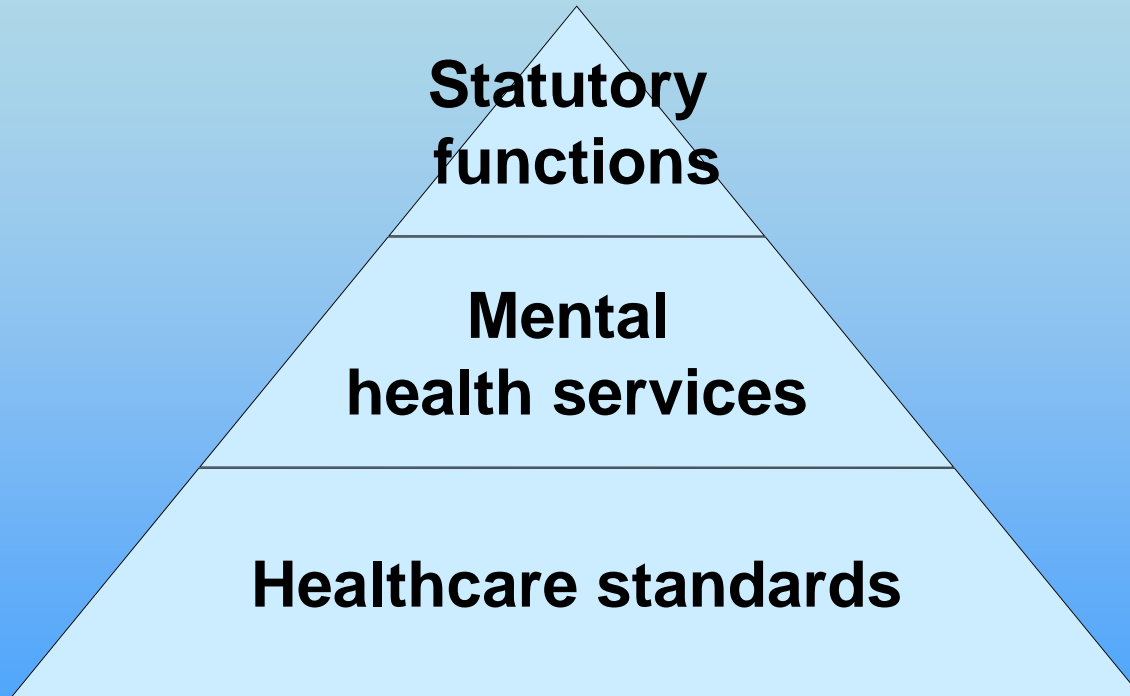 Statutory
functions
Mental
health services
Healthcare standards